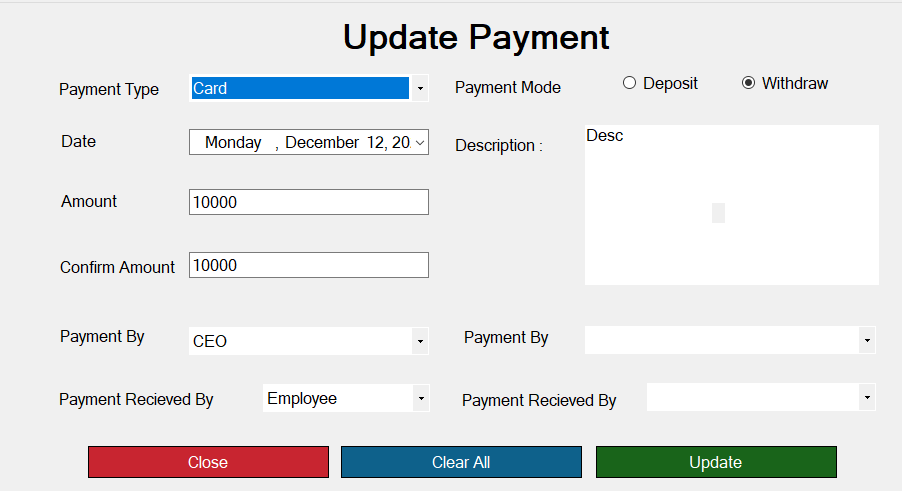 Update Payment
Payment Type Card Payment Mode Deposit Withdraw
Date Monday , December 12, 20 Description : Desc
Amount 10000
Confirm Amount 10000
Payment By CEO Payment By
Payment Recieved By Employee Payment Recieved By
Close Clear All Update